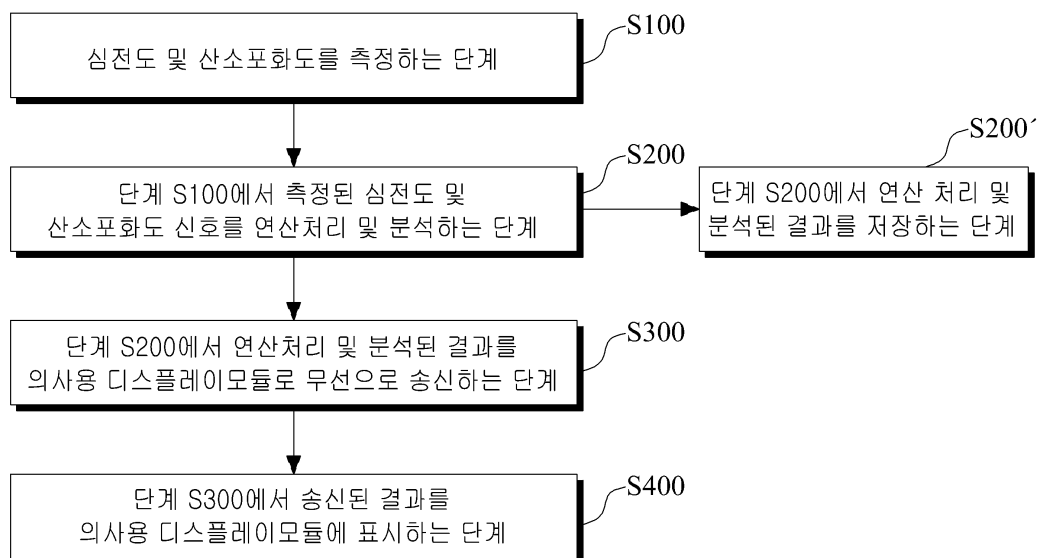 S100
심전도 및 산소포화도를 측정하는 단계
S200
단계 S100에서 측정된 심전도 및
산소포화도 신호를 연산처리 및 분석하는 단계
S200´
단계 S200에서 연산 처리 및
분석된 결과를 저장하는 단계
S300
단계 S200에서 연산처리 및 분석된 결과를
의사용 디스플레이모듈로 무선으로 송신하는 단계
S400
단계 S300에서 송신된 결과를
의사용 디스플레이모듈에 표시하는 단계